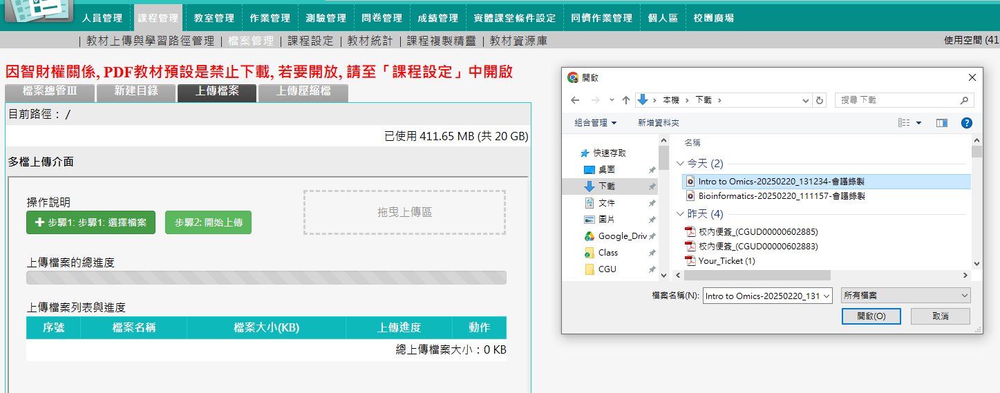 人員管理 課程管理 教室管理 作業管理 測驗管理 問卷管理 成績管理 實體課堂條件設定 同儕作業管理 個人區 校園廣場
| 教材上傳與學習路徑管理 | 檔案管理 | 課程設定 | 教材統計 | 課程複製精靈 | 教材資源庫
使用空間 (41
因智財權關係, PDF教材預設是禁止下載, 若要開放, 請至「課程設定」中開啟
檔案總管III 新建目錄 上傳檔案 上傳壓縮檔
目前路徑： /
已使用 411.65 MB (共 20 GB)
多檔上傳介面
操作說明
步驟1: 步驟1: 選擇檔案 步驟2: 開始上傳
拖曳上傳區
上傳檔案的總進度
上傳檔案列表與進度
序號 檔案名稱 檔案大小(KB) 上傳進度 動作
總上傳檔案大小：0 KB
開啟
本機 › 下載 ›
搜尋 下載
組合管理 新增資料夾
快速存取
桌面
下載
文件
圖片
Google_Driv
Class
CGU
名稱
今天 (2)
Intro to Omics-20250220_131234-會議錄製
Bioinformatics-20250220_111157-會議錄製
昨天 (4)
校內便簽_(CGUD00000602885)
校內便簽_(CGUD00000602883)
Your_Ticket (1)
檔案名稱(N): Intro to Omics-20250220_131 所有檔案
開啟(O) 取消